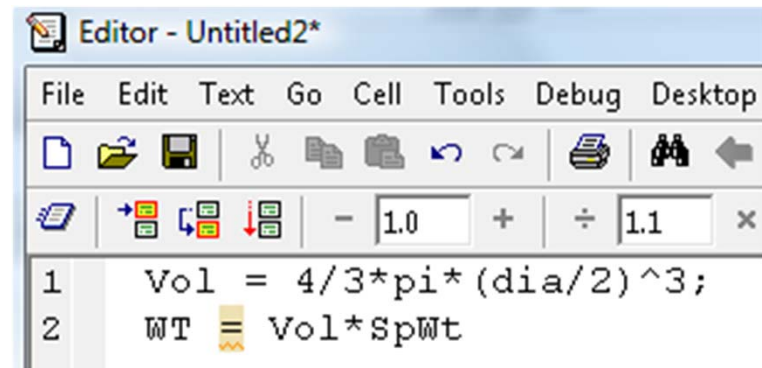 Editor - Untitled2*
File Edit Text Go Cell Tools Debug Desktop
- 1.0 + ÷ 1.1 ×
1 Vol = 4/3*pi*(dia/2)^3;
2 WT = Vol*SpWt